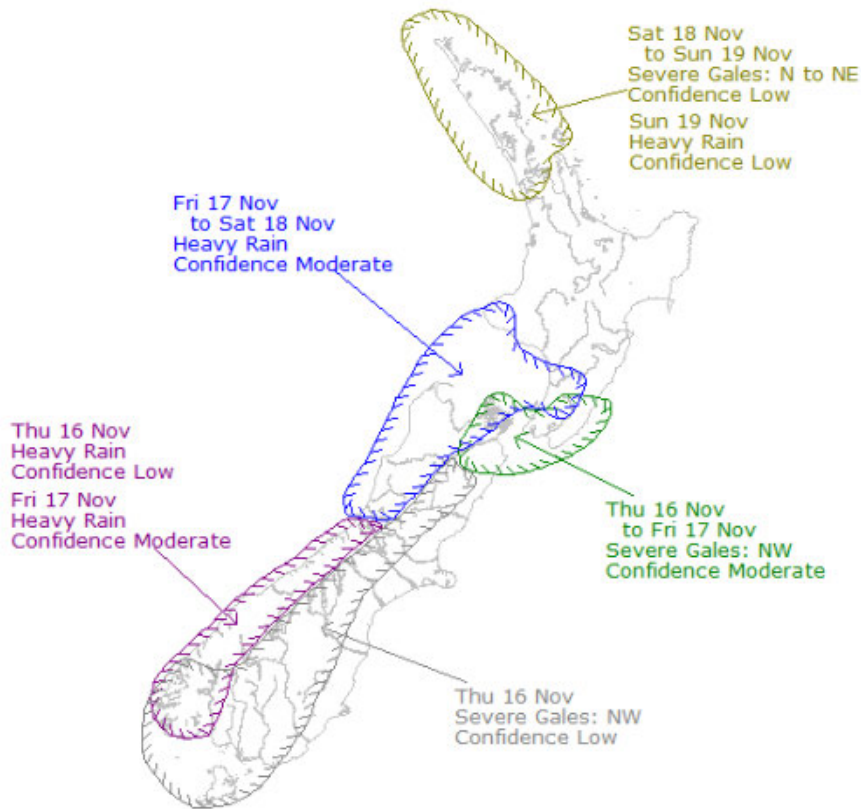 Sat 18 Nov
to Sun 19 Nov
Severe Gales: N to NE
Confidence Low
Sun 19 Nov
Heavy Rain
Confidence Low
Fri 17 Nov
to Sat 18 Nov
Heavy Rain
Confidence Moderate
Thu 16 Nov
Heavy Rain
Confidence Low
Fri 17 Nov
Heavy Rain
Confidence Moderate
Thu 16 Nov
to Fri 17 Nov
Severe Gales: NW
Confidence Moderate
Thu 16 Nov
Severe Gales: NW
Confidence Low